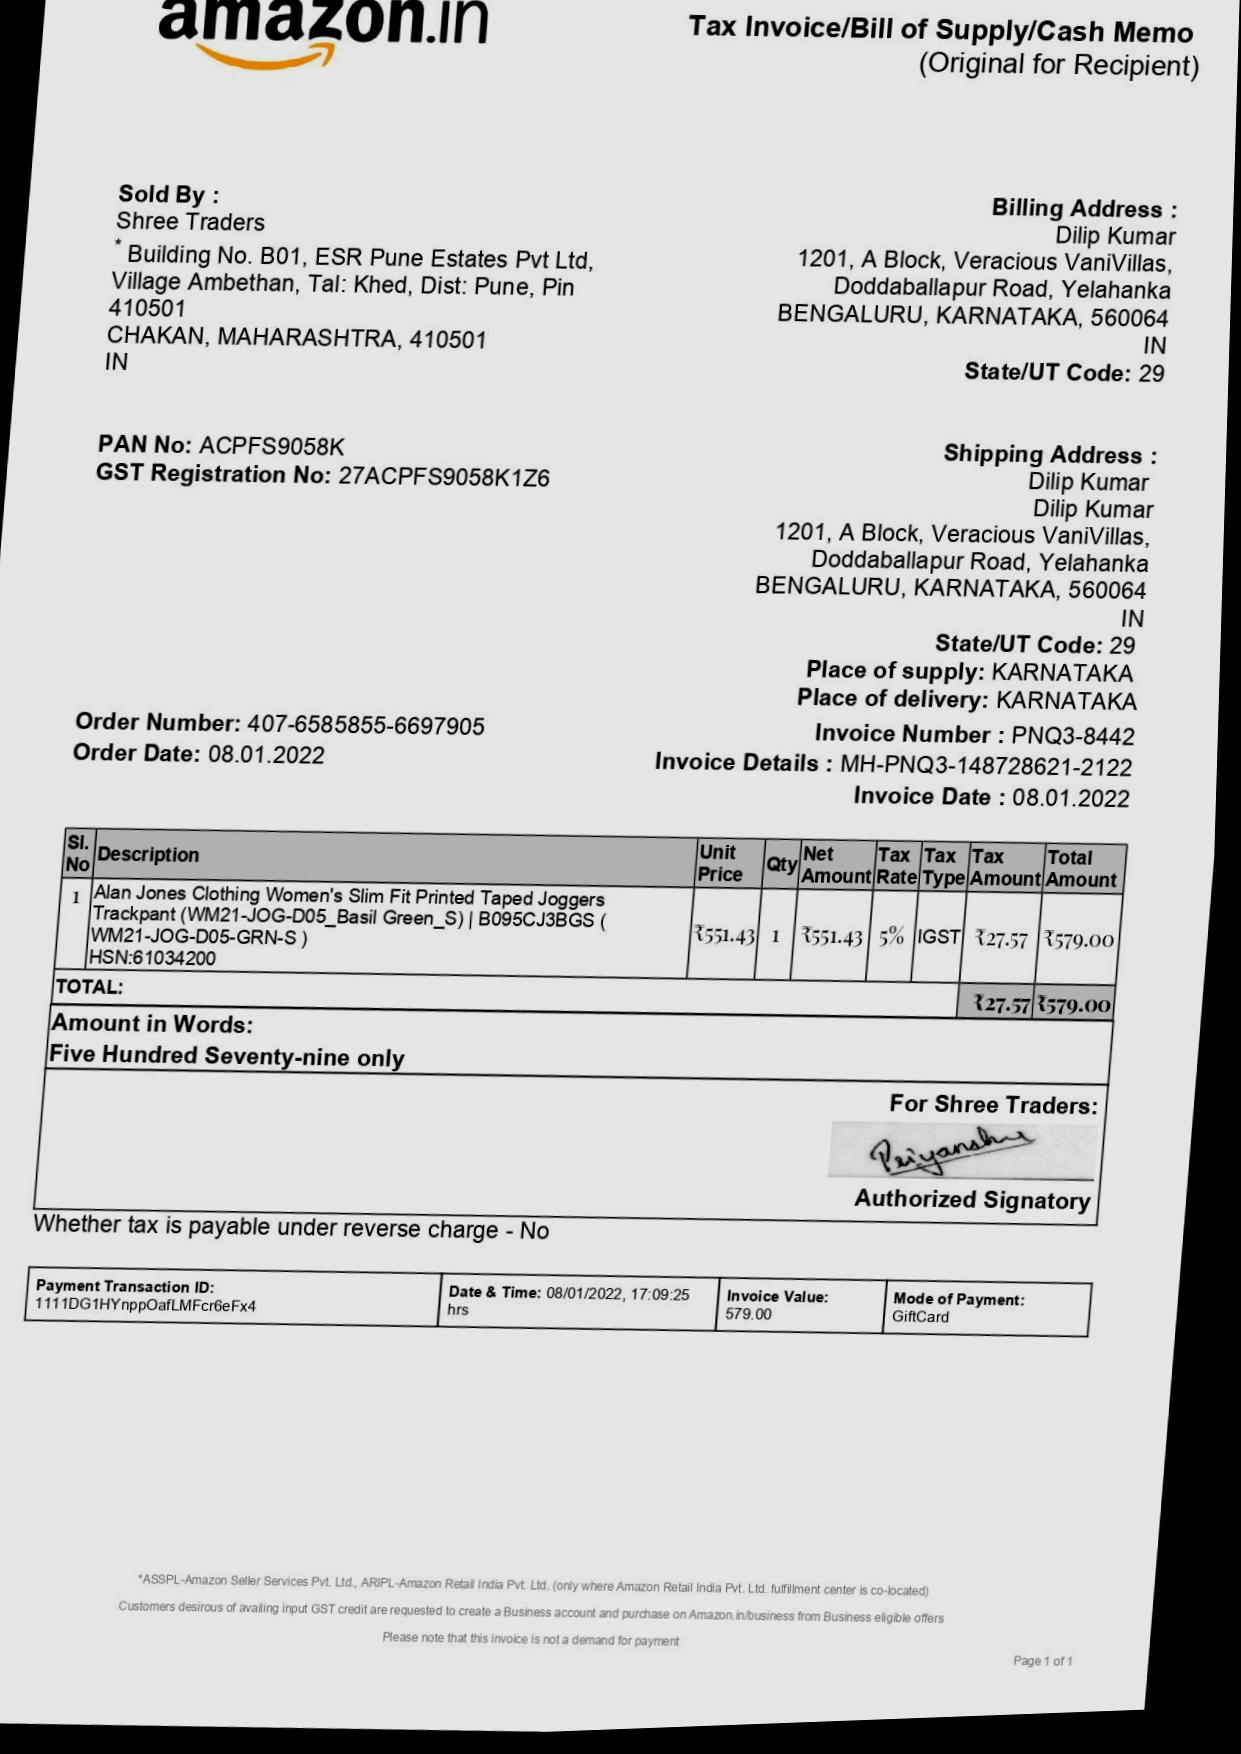 amazon.in
Tax Invoice/Bill of Supply/Cash Memo
(Original for Recipient)
Sold By :
Shree Traders
* Building No. B01, ESR Pune Estates Pvt Ltd,
Village Ambethan, Tal: Khed, Dist: Pune, Pin
410501
CHAKAN, MAHARASHTRA, 410501
IN
Billing Address :
Dilip Kumar
1201, A Block, Veracious VaniVillas,
Doddaballapur Road, Yelahanka
BENGALURU, KARNATAKA, 560064
IN
State/UT Code: 29
PAN No: ACPFS9058K
GST Registration No: 27ACPFS9058K1Z6
Shipping Address :
Dilip Kumar
Dilip Kumar
1201, A Block, Veracious VaniVillas,
Doddaballapur Road, Yelahanka
BENGALURU, KARNATAKA, 560064
IN
State/UT Code: 29
Place of supply: KARNATAKA
Place of delivery: KARNATAKA
Order Number: 407-6585855-6697905
Order Date: 08.01.2022
Invoice Number : PNQ3-8442
Invoice Details : MH-PNQ3-148728621-2122
Invoice Date : 08.01.2022
Sl. No Description Unit Price Qty Net Amount Tax Rate Tax Type Tax Amount Total Amount
1 Alan Jones Clothing Women's Slim Fit Printed Taped Joggers
Trackpant (WM21-JOG-D05_Basil Green_S) | B095CJ3BGS (
WM21-JOG-D05-GRN-S )
HSN:61034200
₹551.43 1 ₹551.43 5% IGST ₹27.57 ₹579.00
TOTAL: ₹27.57 ₹579.00
Amount in Words:
Five Hundred Seventy-nine only
For Shree Traders:
Priyanshu
Authorized Signatory
Whether tax is payable under reverse charge - No
Payment Transaction ID:
1111DG1HYnppOafLMFcr6eFx4
Date & Time: 08/01/2022, 17:09:25
hrs
Invoice Value:
579.00
Mode of Payment:
GiftCard
*ASSPL-Amazon Seller Services Pvt. Ltd., ARIPL-Amazon Retail India Pvt. Ltd. (only where Amazon Retail India Pvt. Ltd. fulfillment center is co-located)
Customers desirous of availing input GST credit are requested to create a Business account and purchase on Amazon.in/business from Business eligible offers
Please note that this invoice is not a demand for payment
Page 1 of 1